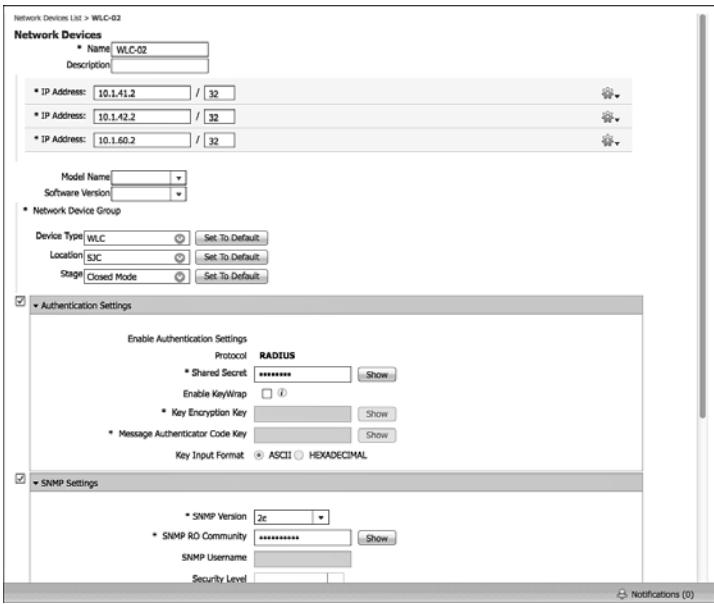 Network Devices List > WLC-02
Network Devices
* Name WLC-02
Description
* IP Address: 10.1.41.2 / 32
* IP Address: 10.1.42.2 / 32
* IP Address: 10.1.60.2 / 32
Model Name
Software Version
* Network Device Group
Device Type WLC Set To Default
Location SJC Set To Default
Stage Closed Mode Set To Default
Authentication Settings
Enable Authentication Settings
Protocol RADIUS
* Shared Secret •••••••• Show
Enable KeyWrap
* Key Encryption Key Show
* Message Authenticator Code Key Show
Key Input Format ASCII HEXADECIMAL
SNMP Settings
* SNMP Version 2c
* SNMP RO Community •••••••••• Show
SNMP Username
Security Level
Notifications (0)